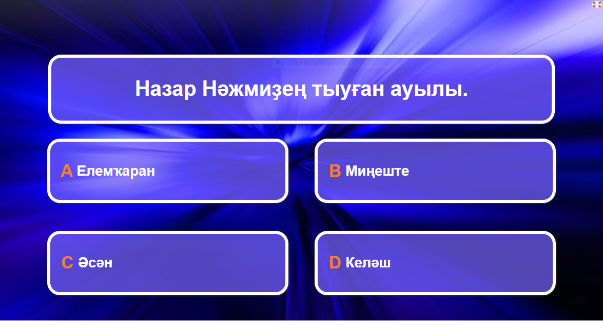 Назар Нәжмиҙең тыуған ауылы.
A Елемҡаран
B Миңеште
C Әсән
D Келәш